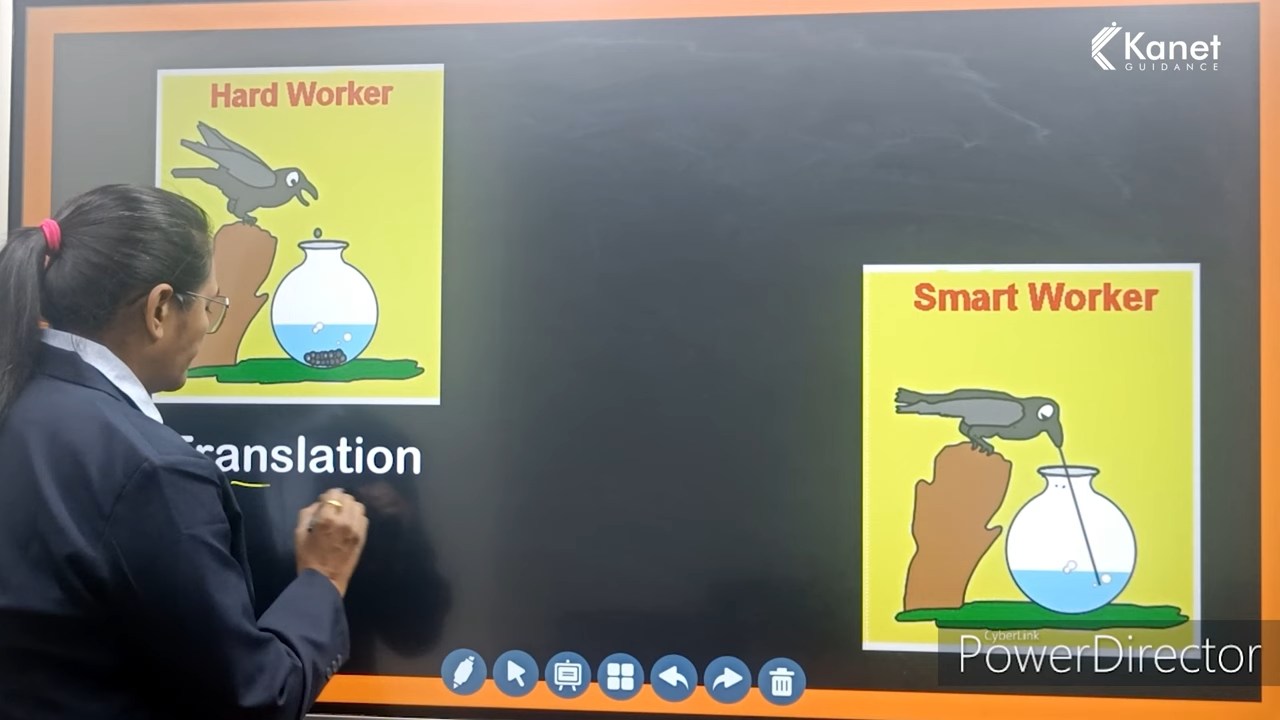 Kanet
GUIDANCE
Hard Worker
Smart Worker
Translation
CyberLink
PowerDirector